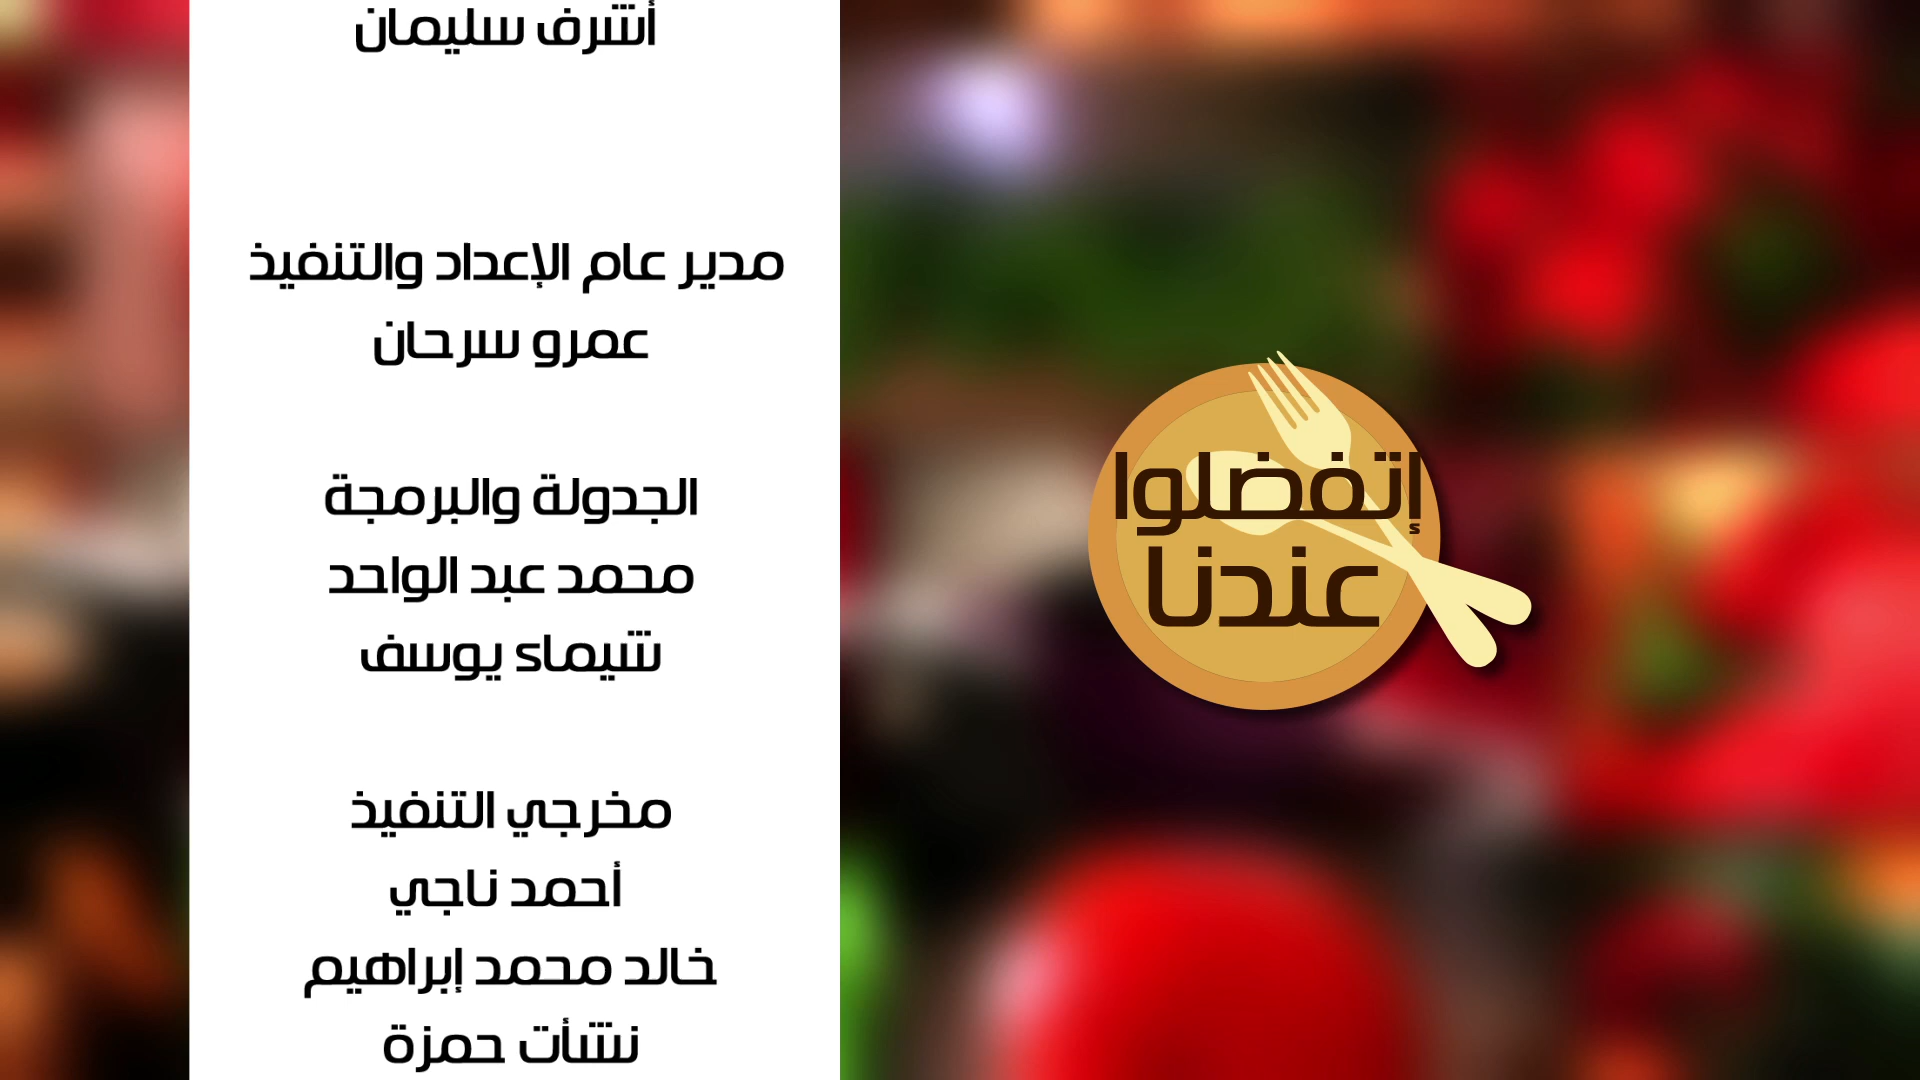 أشرف سليمان
مدير عام الإعداد والتنفيذ
عمرو سرحان
الجدولة والبرمجة
محمد عبد الواحد
شيماء يوسف
مخرجي التنفيذ
أحمد ناجي
خالد محمد إبراهيم
نشأت حمزة
إتفضلوا
عندنا